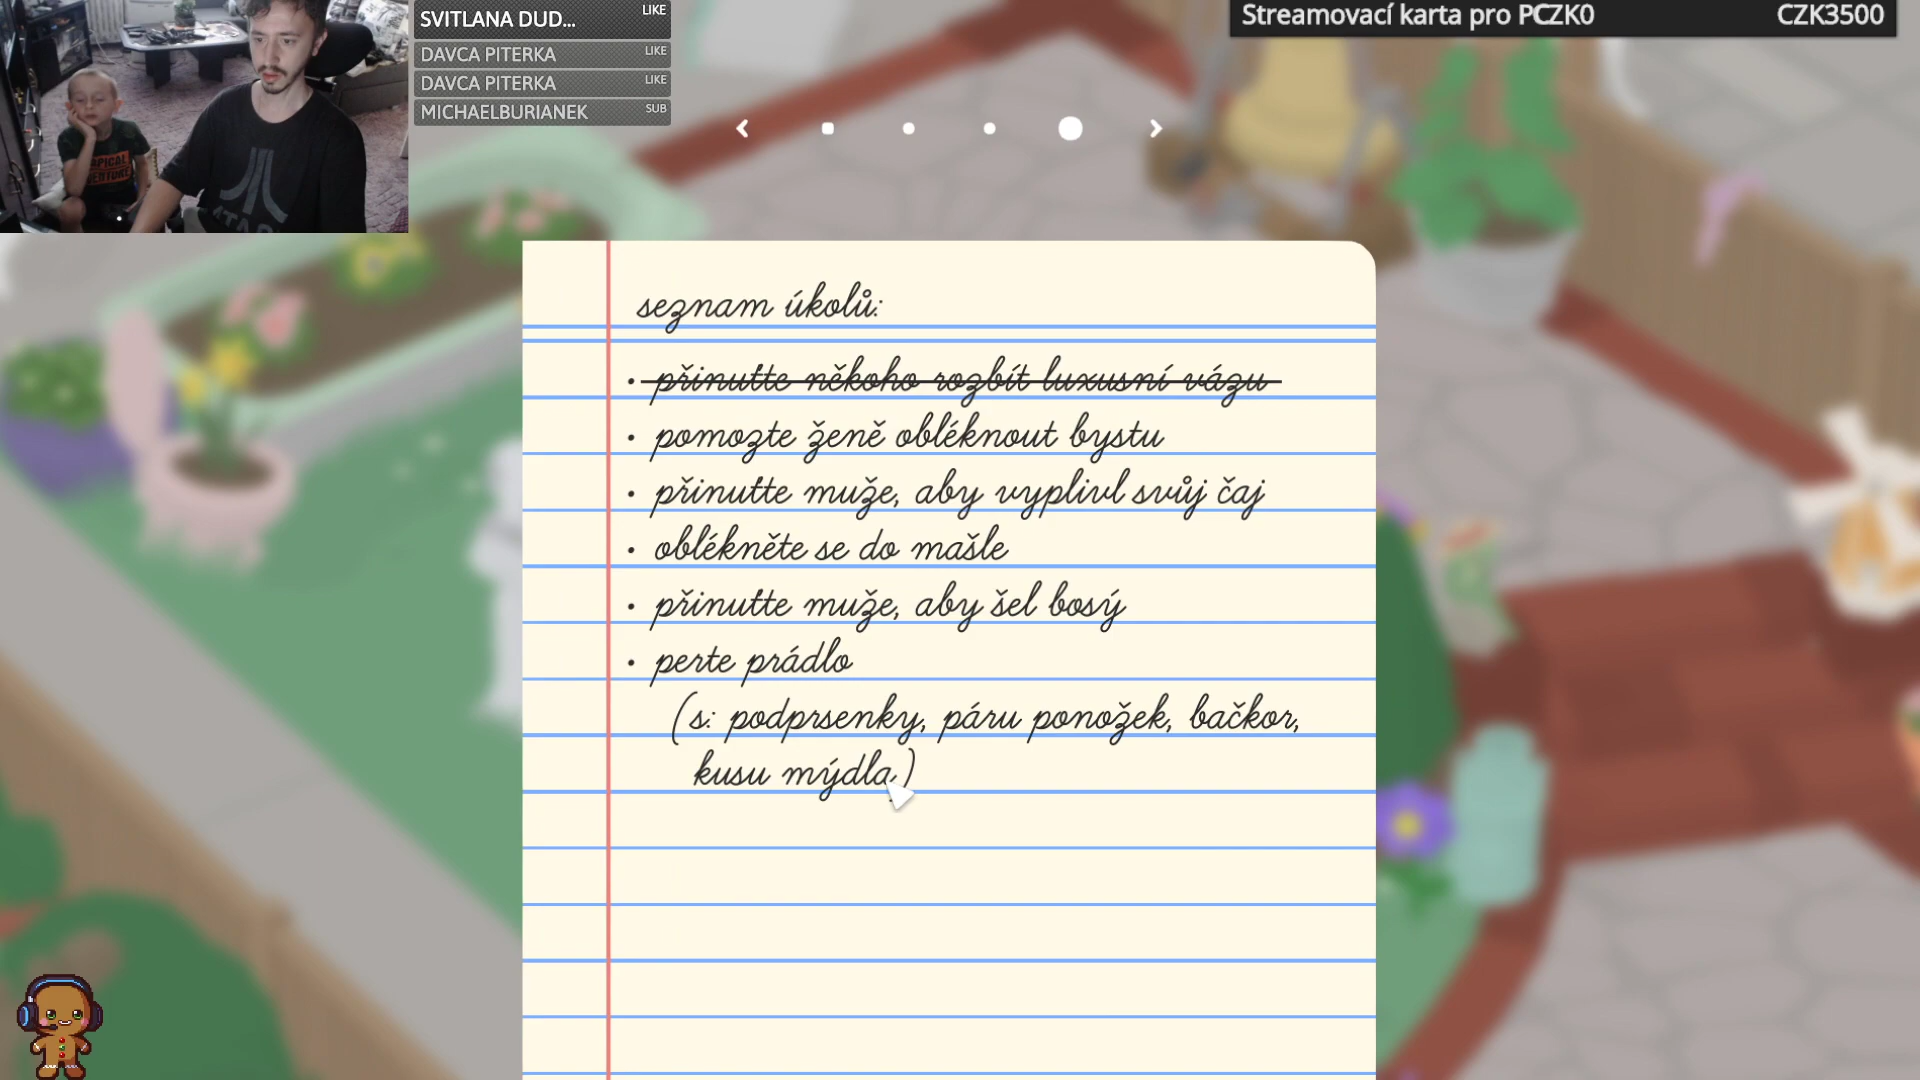 SVITLANA DUD... LIKE
DAVCA PITERKA LIKE
DAVCA PITERKA LIKE
MICHAELBURIANEK SUB
Streamovací karta pro PCZK0 CZK3500
seznam úkolů:
• přinuťte někoho rozbít luxusní vázu
• pomozte ženě obléknout bystu
• přinuťte muže, aby vyplivl svůj čaj
• oblékněte se do mašle
• přinuťte muže, aby šel bosý
• perte prádlo
(s: podprsenky, páru ponožek, bačkor,
kusu mýdla)